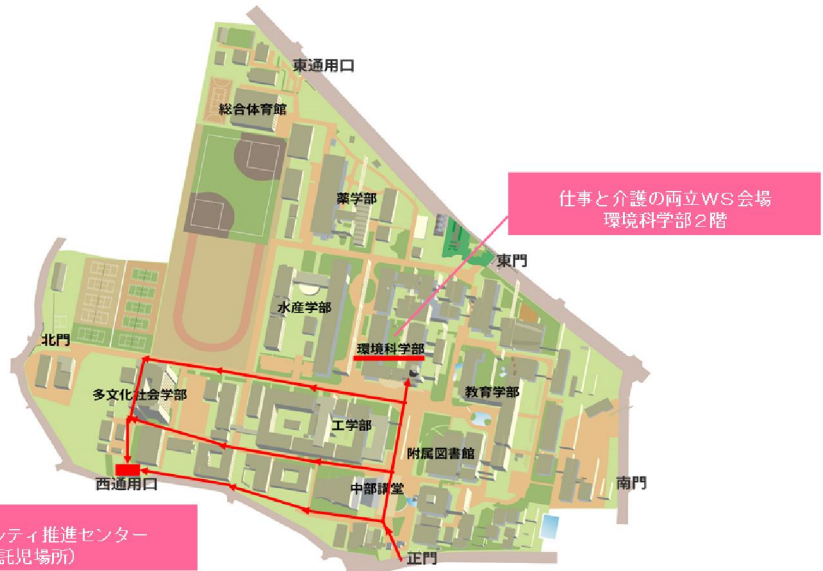 東通用口
総合体育館
薬学部
仕事と介護の両立WS会場
環境科学部2階
東門
水産学部
環境科学部
北門
多文化社会学部
教育学部
工学部
附属図書館
西通用口
中部講堂
南門
シティ推進センター
託児場所)
正門